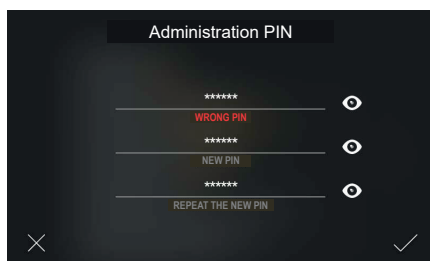 Administration PIN
******
WRONG PIN
******
NEW PIN
******
REPEAT THE NEW PIN